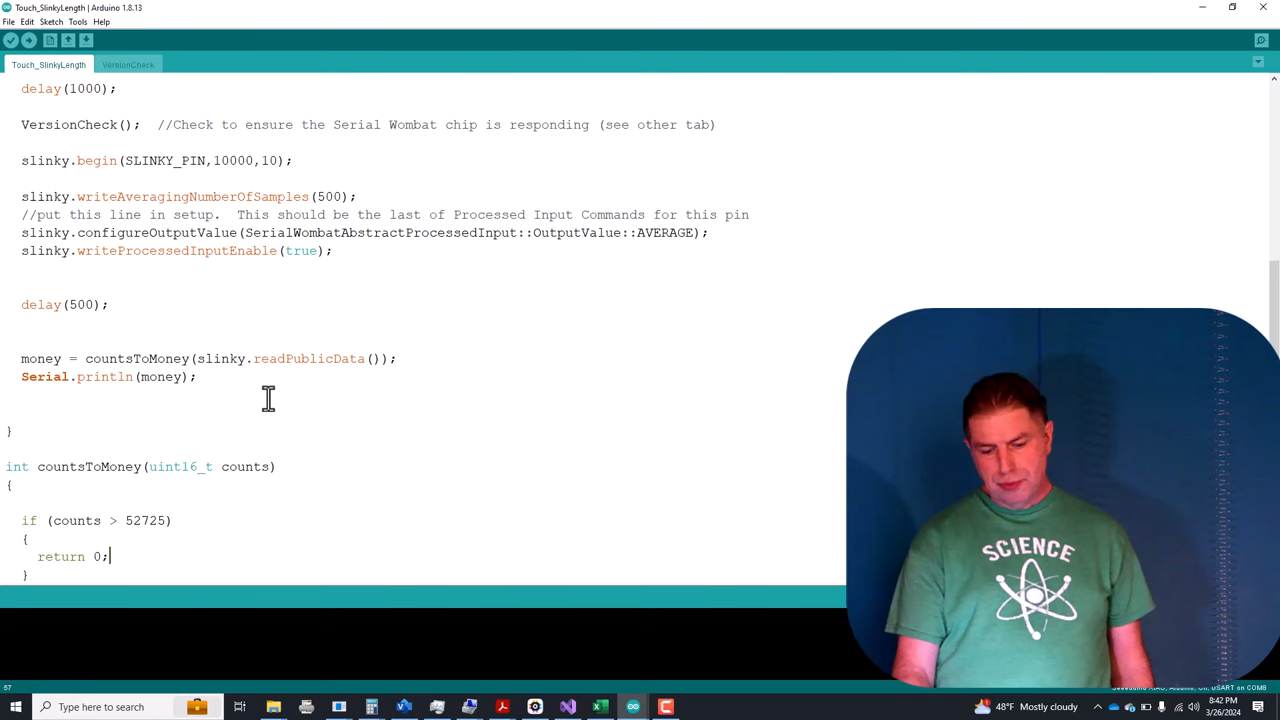 Touch_SlinkyLength | Arduino 1.8.13
File Edit Sketch Tools Help
Touch_SlinkyLength VersionCheck
delay(1000);
VersionCheck(); //Check to ensure the Serial Wombat chip is responding (see other tab)
slinky.begin(SLINKY_PIN,10000,10);
slinky.writeAveragingNumberOfSamples(500);
//put this line in setup. This should be the last of Processed Input Commands for this pin
slinky.configureOutputValue(SerialWombatAbstractProcessedInput::OutputValue::AVERAGE);
slinky.writeProcessedInputEnable(true);
delay(500);
money = countsToMoney(slinky.readPublicData());
Serial.println(money);
}
int countsToMoney(uint16_t counts)
{
if (counts > 52725)
{
return 0;
}
SCIENCE
57
on COM8
Type here to search
48°F Mostly cloudy
8:42 PM
3/26/2024